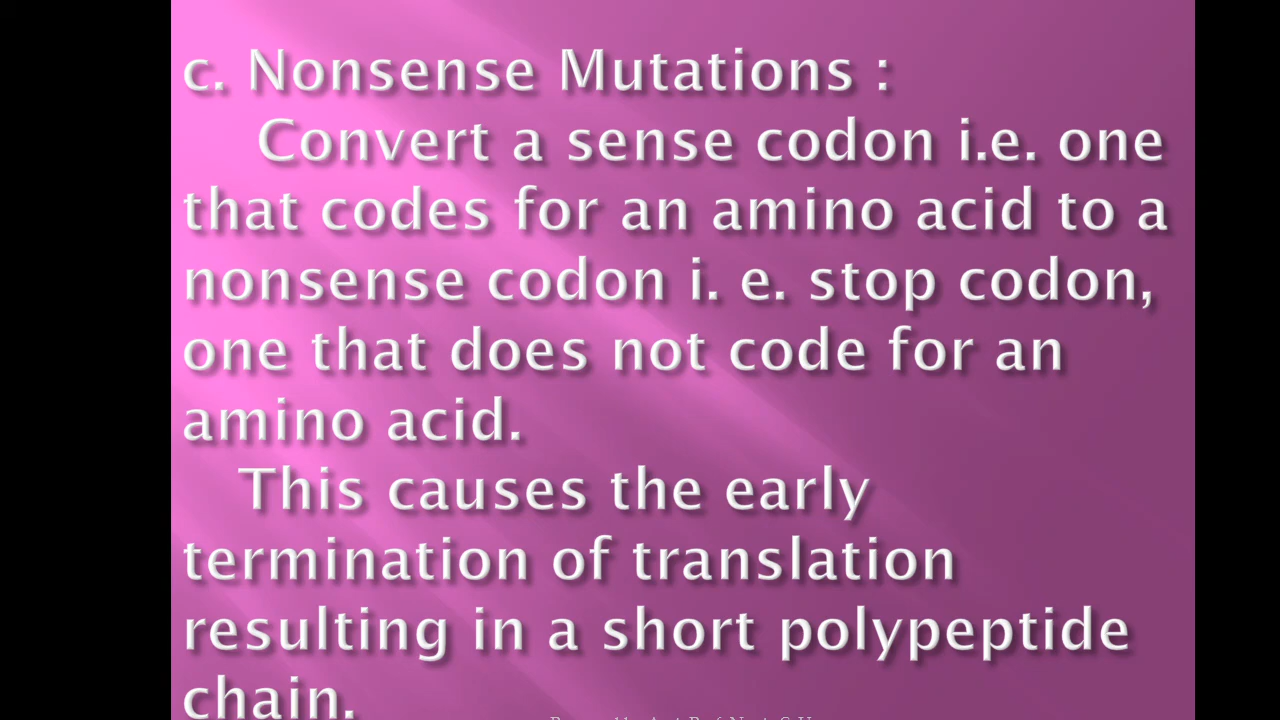 c. Nonsense Mutations :
Convert a sense codon i.e. one
that codes for an amino acid to a
nonsense codon i. e. stop codon,
one that does not code for an
amino acid.
This causes the early
termination of translation
resulting in a short polypeptide
chain.